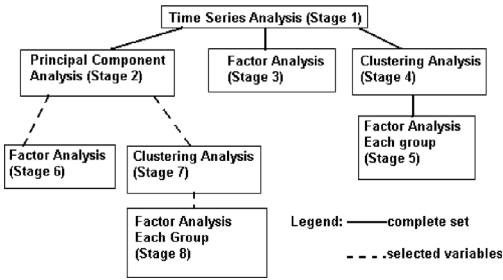 Time Series Analysis (Stage 1)
Principal Component
Analysis (Stage 2)
Factor Analysis
(Stage 3)
Clustering Analysis
(Stage 4)
Factor Analysis
Each group
(Stage 5)
Factor Analysis
(Stage 6)
Clustering Analysis
(Stage 7)
Factor Analysis
Each Group
(Stage 8)
Legend:
complete set
selected variables